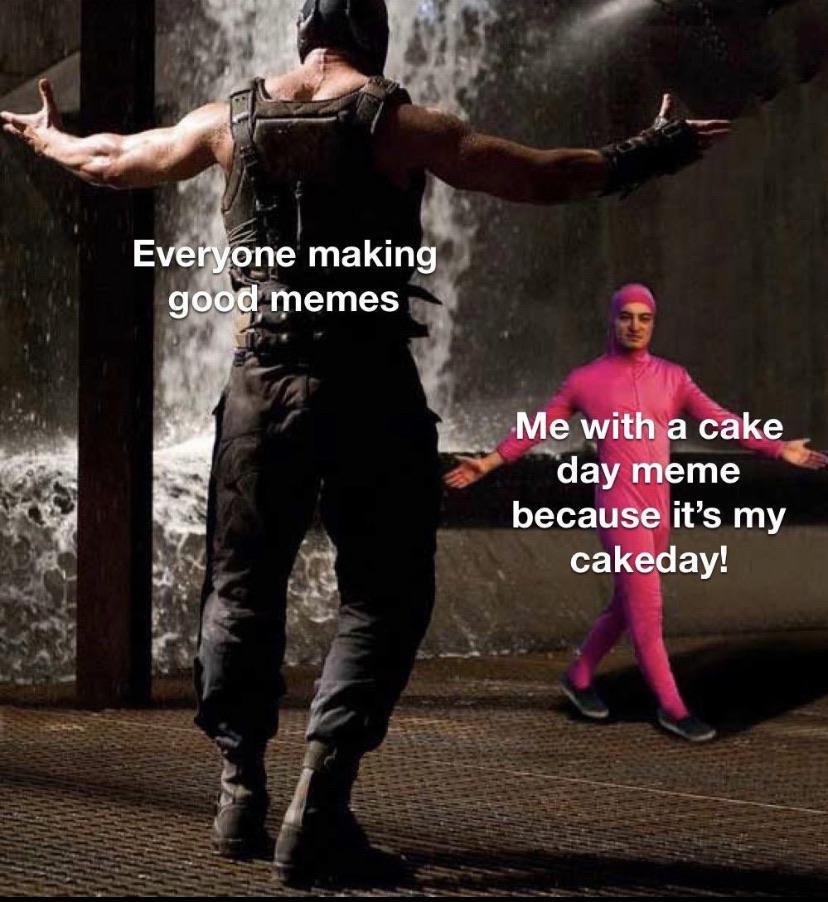 Everyone making
good memes
Me with a cake
day meme
because it’s my
cakeday!